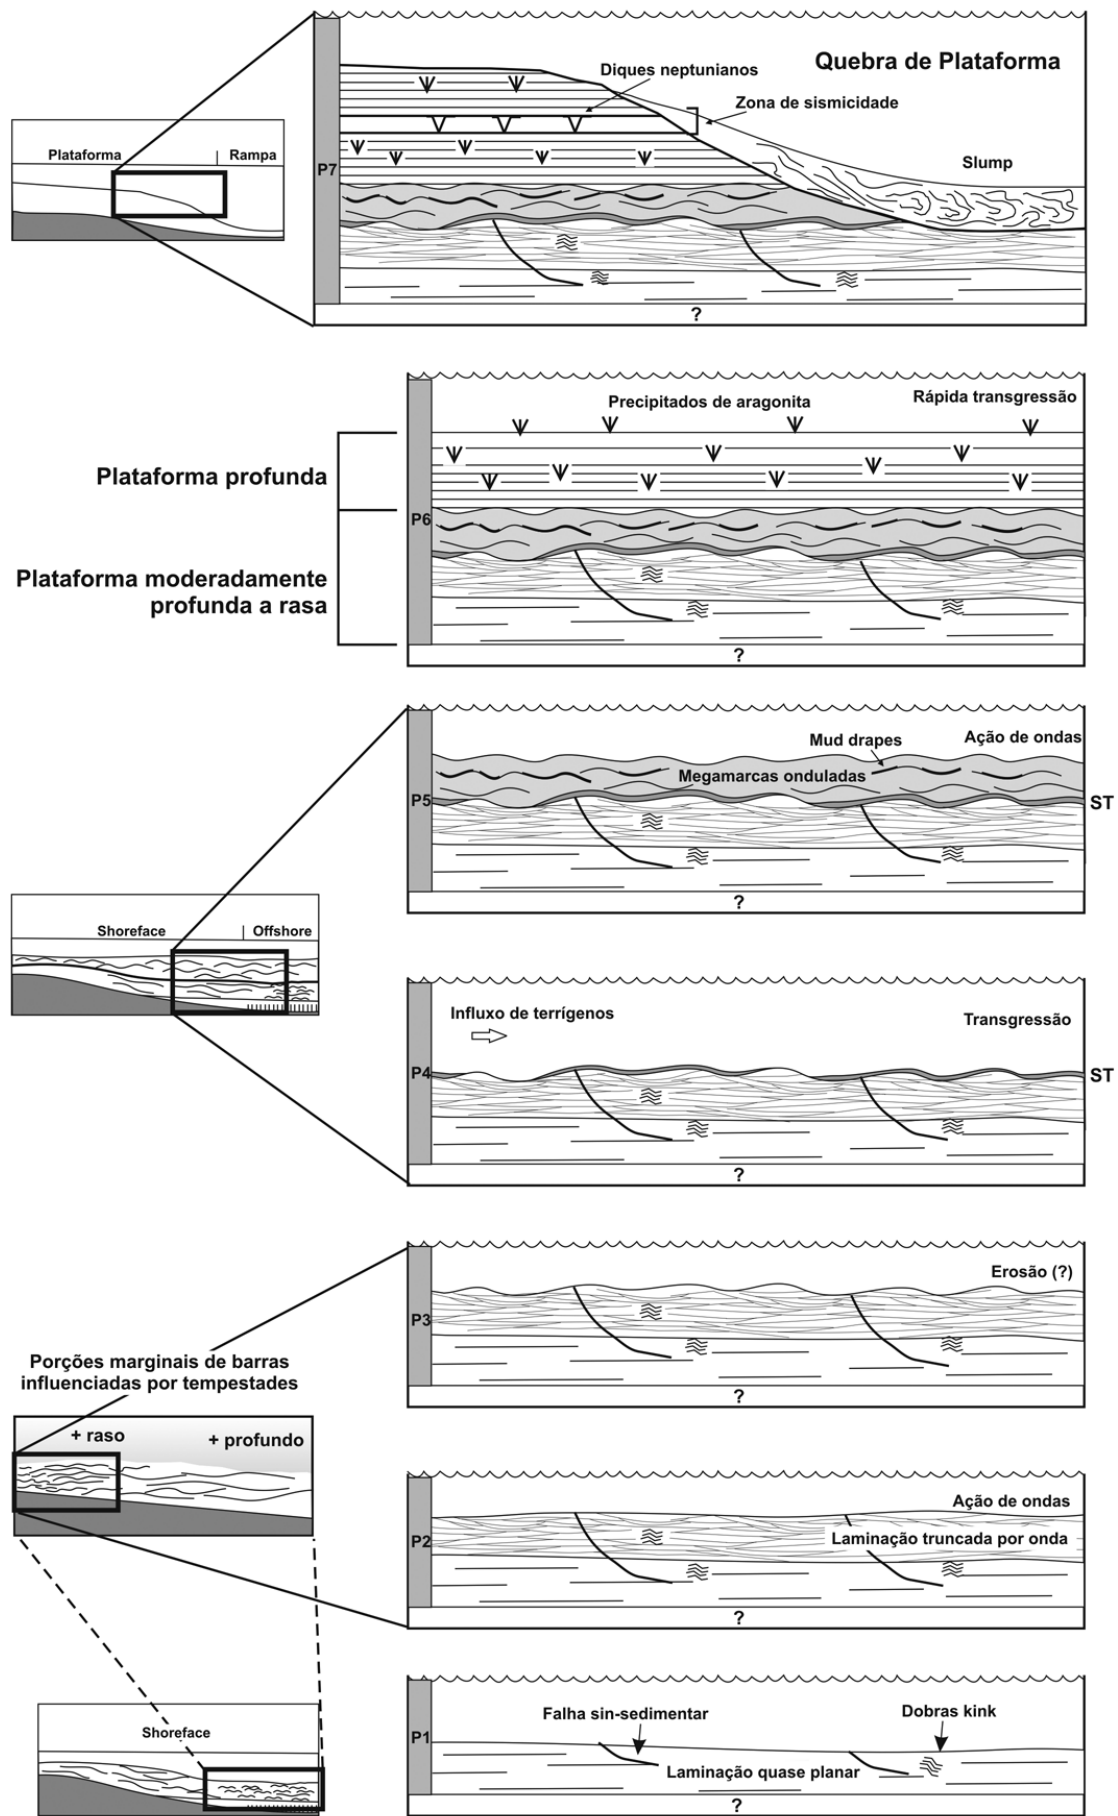 Quebra de Plataforma
Diques neptunianos
Zona de sismicidade
Slump
Plataforma
Rampa
P7
?
Precipitados de aragonita
Rápida transgressão
Plataforma profunda
P6
Plataforma moderadamente
profunda a rasa
?
Mud drapes
Ação de ondas
Megamarcas onduladas
P5
ST
?
Shoreface
Offshore
Influxo de terrígenos
Transgressão
P4
ST
?
Erosão (?)
P3
?
Porções marginais de barras
influenciadas por tempestades
+ raso
+ profundo
Ação de ondas
P2
Laminação truncada por onda
?
Shoreface
Falha sin-sedimentar
Dobras kink
P1
Laminação quase planar
?